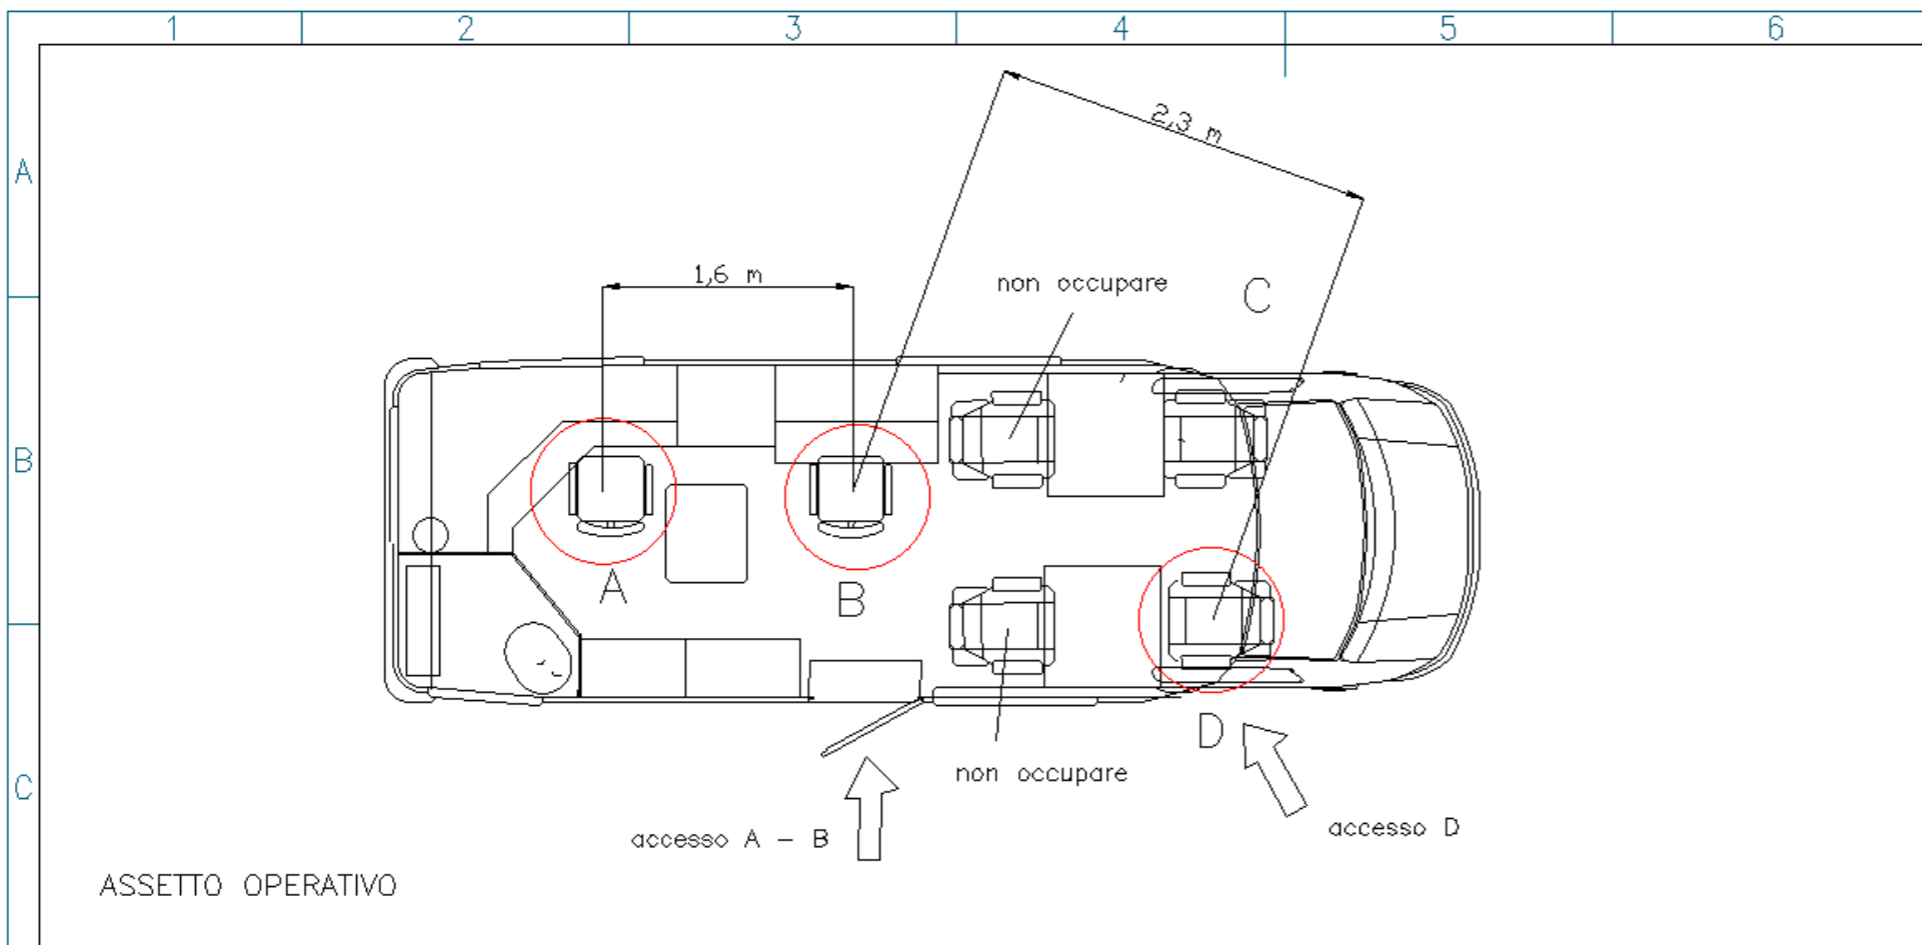 1 2 3 4 5 6
A
2,3 m
1,6 m
non occupare
C
B
A
B
D
non occupare
C
accesso A - B
accesso D
ASSETTO OPERATIVO